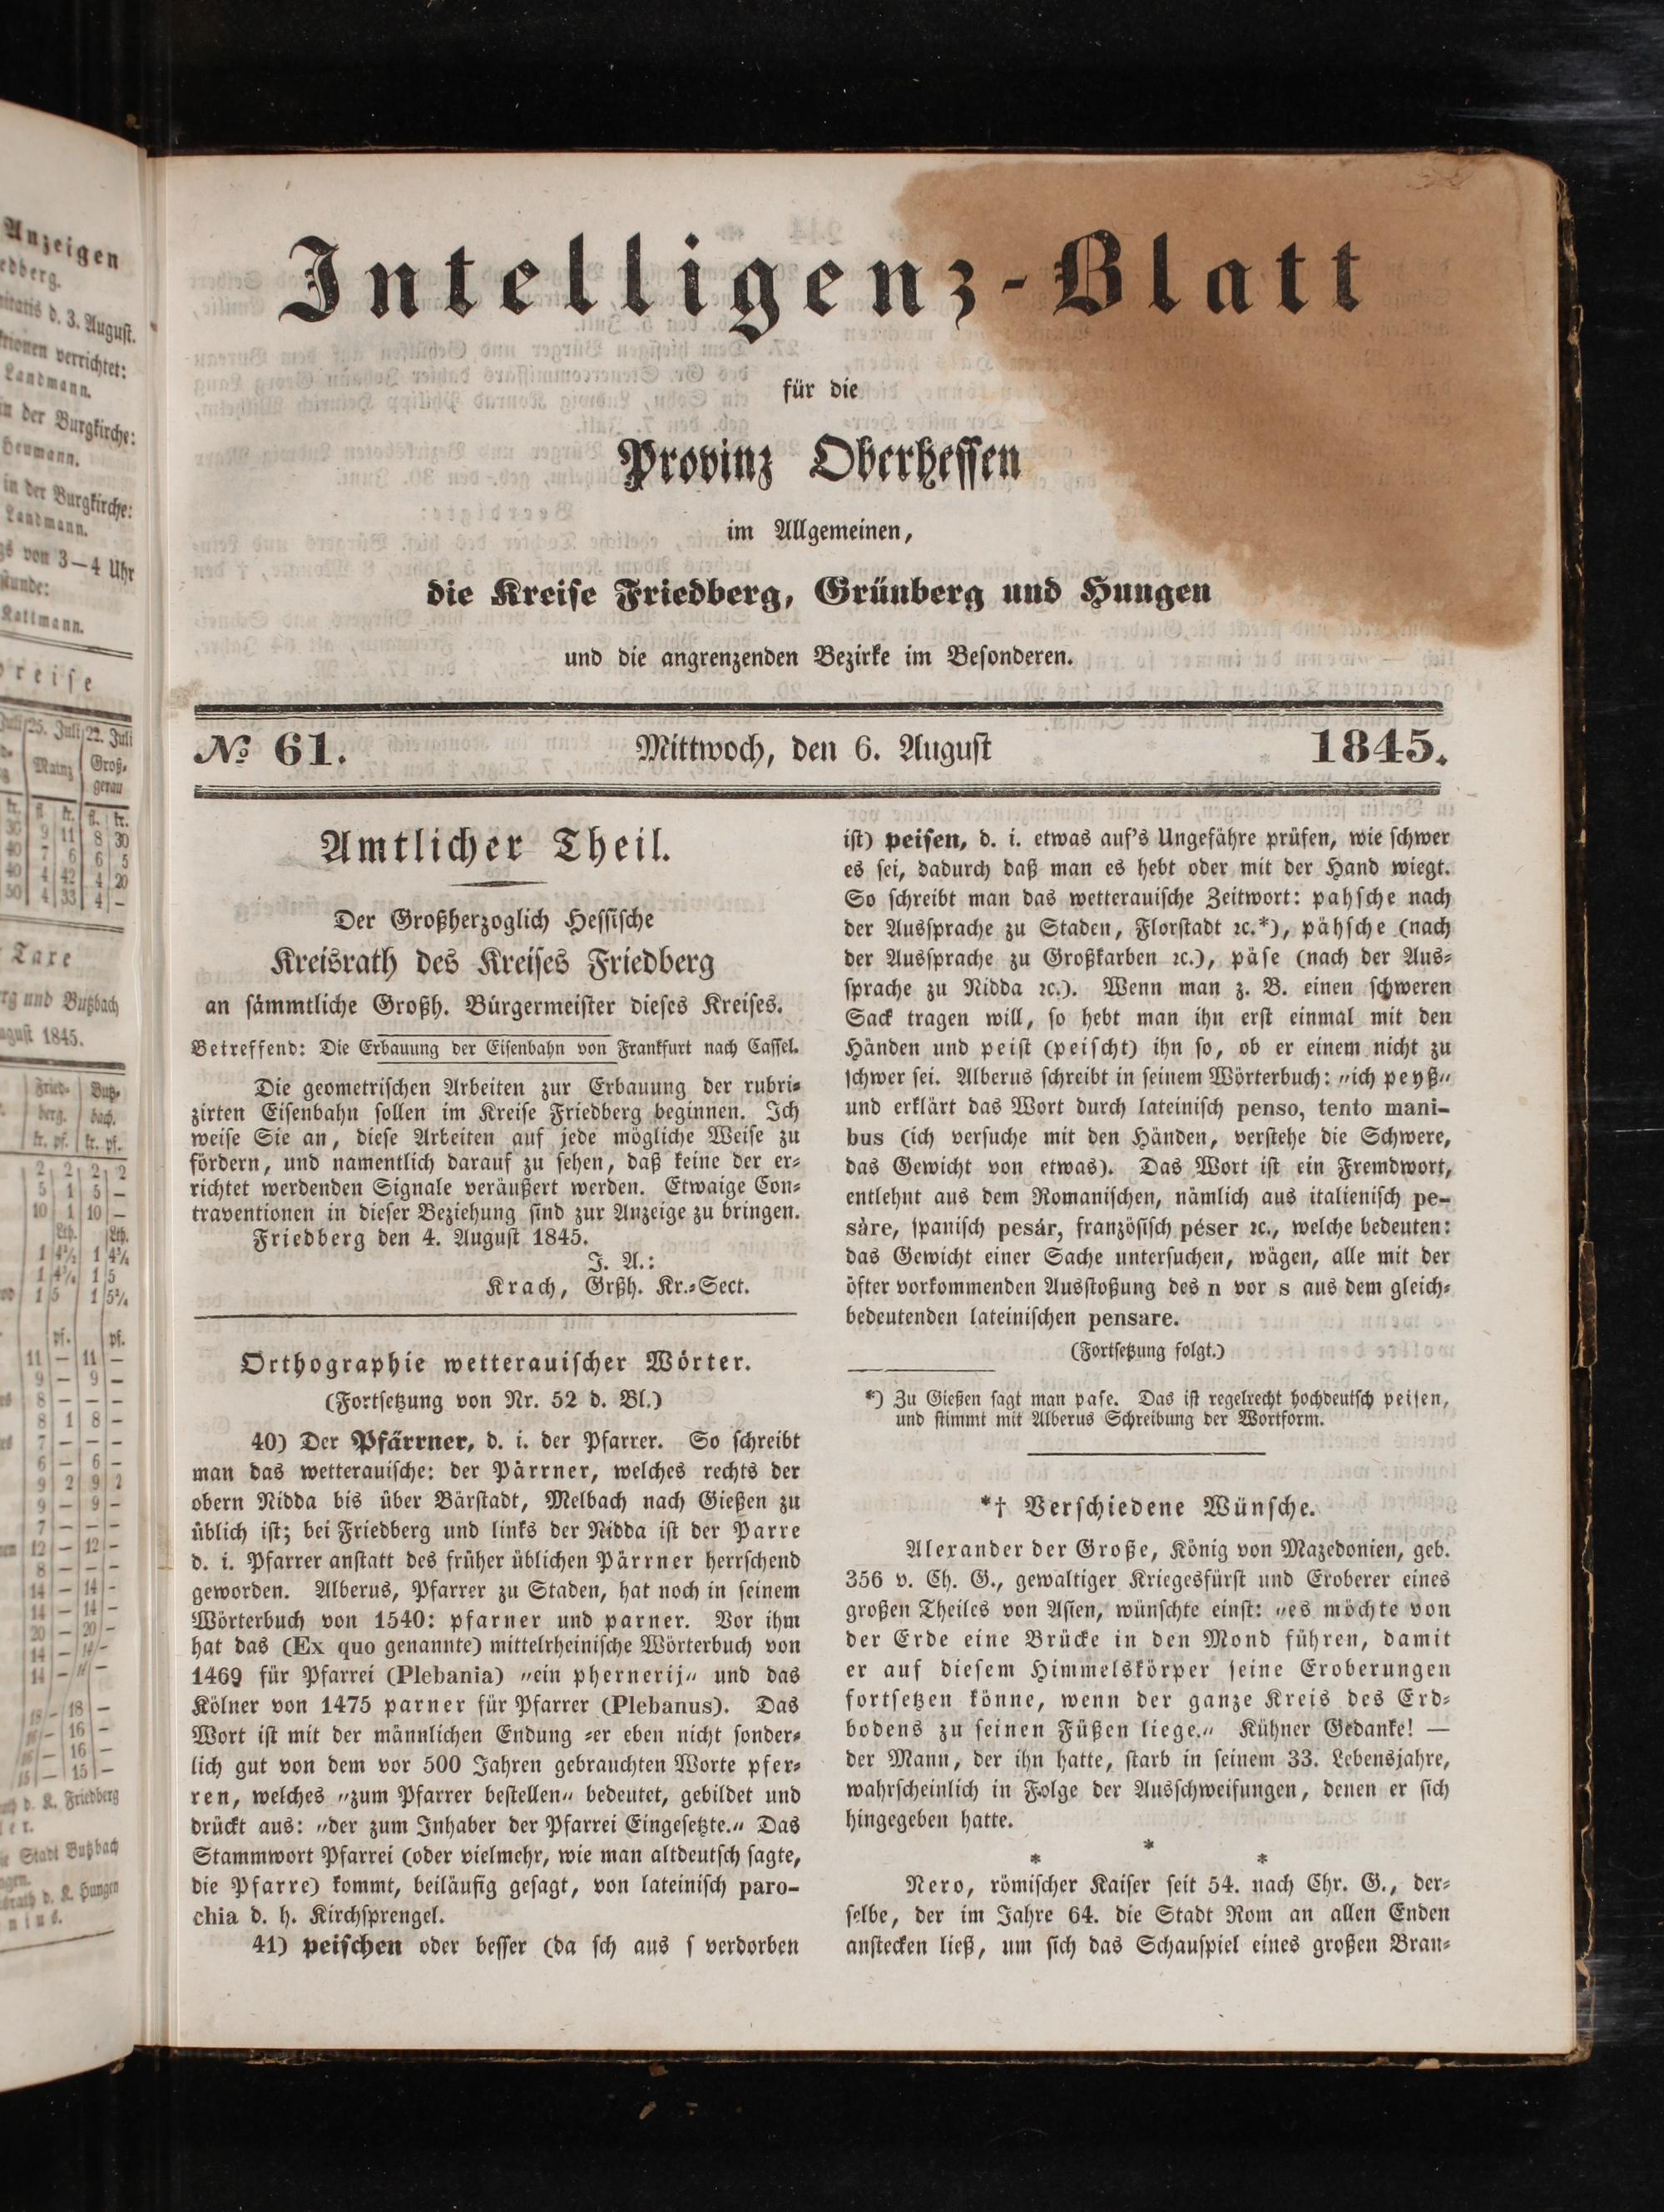 Intelligenz-Blatt
für die
Provinz Oberhessen
im Allgemeinen,
die Kreise Friedberg, Grünberg und Hungen
und die angrenzenden Bezirke im Besonderen.
№ 61. Mittwoch, den 6. August 1845.
Amtlicher Theil.
Der Großherzoglich Hessische
Kreisrath des Kreises Friedberg
an sämmtliche Großh. Bürgermeister dieses Kreises.
Betreffend: Die Erbauung der Eisenbahn von Frankfurt nach Cassel.
Die geometrischen Arbeiten zur Erbauung der rubri-
zirten Eisenbahn sollen im Kreise Friedberg beginnen. Ich
weise Sie an, diese Arbeiten auf jede mögliche Weise zu
fördern, und namentlich darauf zu sehen, daß keine der er-
richtet werdenden Signale veräußert werden. Etwaige Con-
traventionen in dieser Beziehung sind zur Anzeige zu bringen.
Friedberg den 4. August 1845.
J. A.:
Krach, Grßh. Kr.-Sect.
Orthographie wetterauischer Wörter.
(Fortsetzung von Nr. 52 d. Bl.)
40) Der Pfärrner, d. i. der Pfarrer. So schreibt
man das wetterauische: der Pàrrner, welches rechts der
obern Nidda bis über Bärstadt, Melbach nach Gießen zu
üblich ist; bei Friedberg und links der Nidda ist der Parre
d. i. Pfarrer anstatt des früher üblichen Pärrner herrschend
geworden. Alberus, Pfarrer zu Staden, hat noch in seinem
Wörterbuch von 1540: pfarner und parner. Vor ihm
hat das (Ex quo genannte) mittelrheinische Wörterbuch von
1469 für Pfarrei (Plebania) „ein phernerij“ und das
Kölner von 1475 parner für Pfarrer (Plebanus). Das
Wort ist mit der männlichen Endung -er eben nicht sonder-
lich gut von dem vor 500 Jahren gebrauchten Worte pfer-
ren, welches „zum Pfarrer bestellen“ bedeutet, gebildet und
drückt aus: „der zum Inhaber der Pfarrei Eingesetzte.“ Das
Stammwort Pfarrei (oder vielmehr, wie man altdeutsch sagte,
die Pfarre) kommt, beiläufig gesagt, von lateinisch paro-
chia d. h. Kirchsprengel.
41) peischen oder besser (da sch aus s verdorben
ist) peisen, d. i. etwas auf's Ungefähre prüfen, wie schwer
es sei, dadurch daß man es hebt oder mit der Hand wiegt.
So schreibt man das wetterauische Zeitwort: pahsche nach
der Aussprache zu Staden, Florstadt ꝛc.*), pähsche (nach
der Aussprache zu Großkarben ꝛc.), päse (nach der Aus-
sprache zu Nidda ꝛc.). Wenn man z. B. einen schweren
Sack tragen will, so hebt man ihn erst einmal mit den
Händen und peist (peischt) ihn so, ob er einem nicht zu
schwer sei. Alberus schreibt in seinem Wörterbuch: „ich peyß“
und erklärt das Wort durch lateinisch penso, tento mani-
bus (ich versuche mit den Händen, verstehe die Schwere,
das Gewicht von etwas). Das Wort ist ein Fremdwort,
entlehnt aus dem Romanischen, nämlich aus italienisch pe-
sàre, spanisch pesár, französisch péser ꝛc., welche bedeuten:
das Gewicht einer Sache untersuchen, wägen, alle mit der
öfter vorkommenden Ausstoßung des n vor s aus dem gleich-
bedeutenden lateinischen pensare.
(Fortsetzung folgt.)
*) Zu Gießen sagt man pase. Das ist regelrecht hochdeutsch peisen,
und stimmt mit Alberus Schreibung der Wortform.
*† Verschiedene Wünsche.
Alexander der Große, König von Mazedonien, geb.
356 v. Ch. G., gewaltiger Kriegesfürst und Eroberer eines
großen Theiles von Asien, wünschte einst: „es möchte von
der Erde eine Brücke in den Mond führen, damit
er auf diesem Himmelskörper seine Eroberungen
fortsetzen könne, wenn der ganze Kreis des Erd-
bodens zu seinen Füßen liege.“ Kühner Gedanke! —
der Mann, der ihn hatte, starb in seinem 33. Lebensjahre,
wahrscheinlich in Folge der Ausschweifungen, denen er sich
hingegeben hatte.
* * *
Nero, römischer Kaiser seit 54. nach Chr. G., der-
selbe, der im Jahre 64. die Stadt Rom an allen Enden
anstecken ließ, um sich das Schauspiel eines großen Bran-